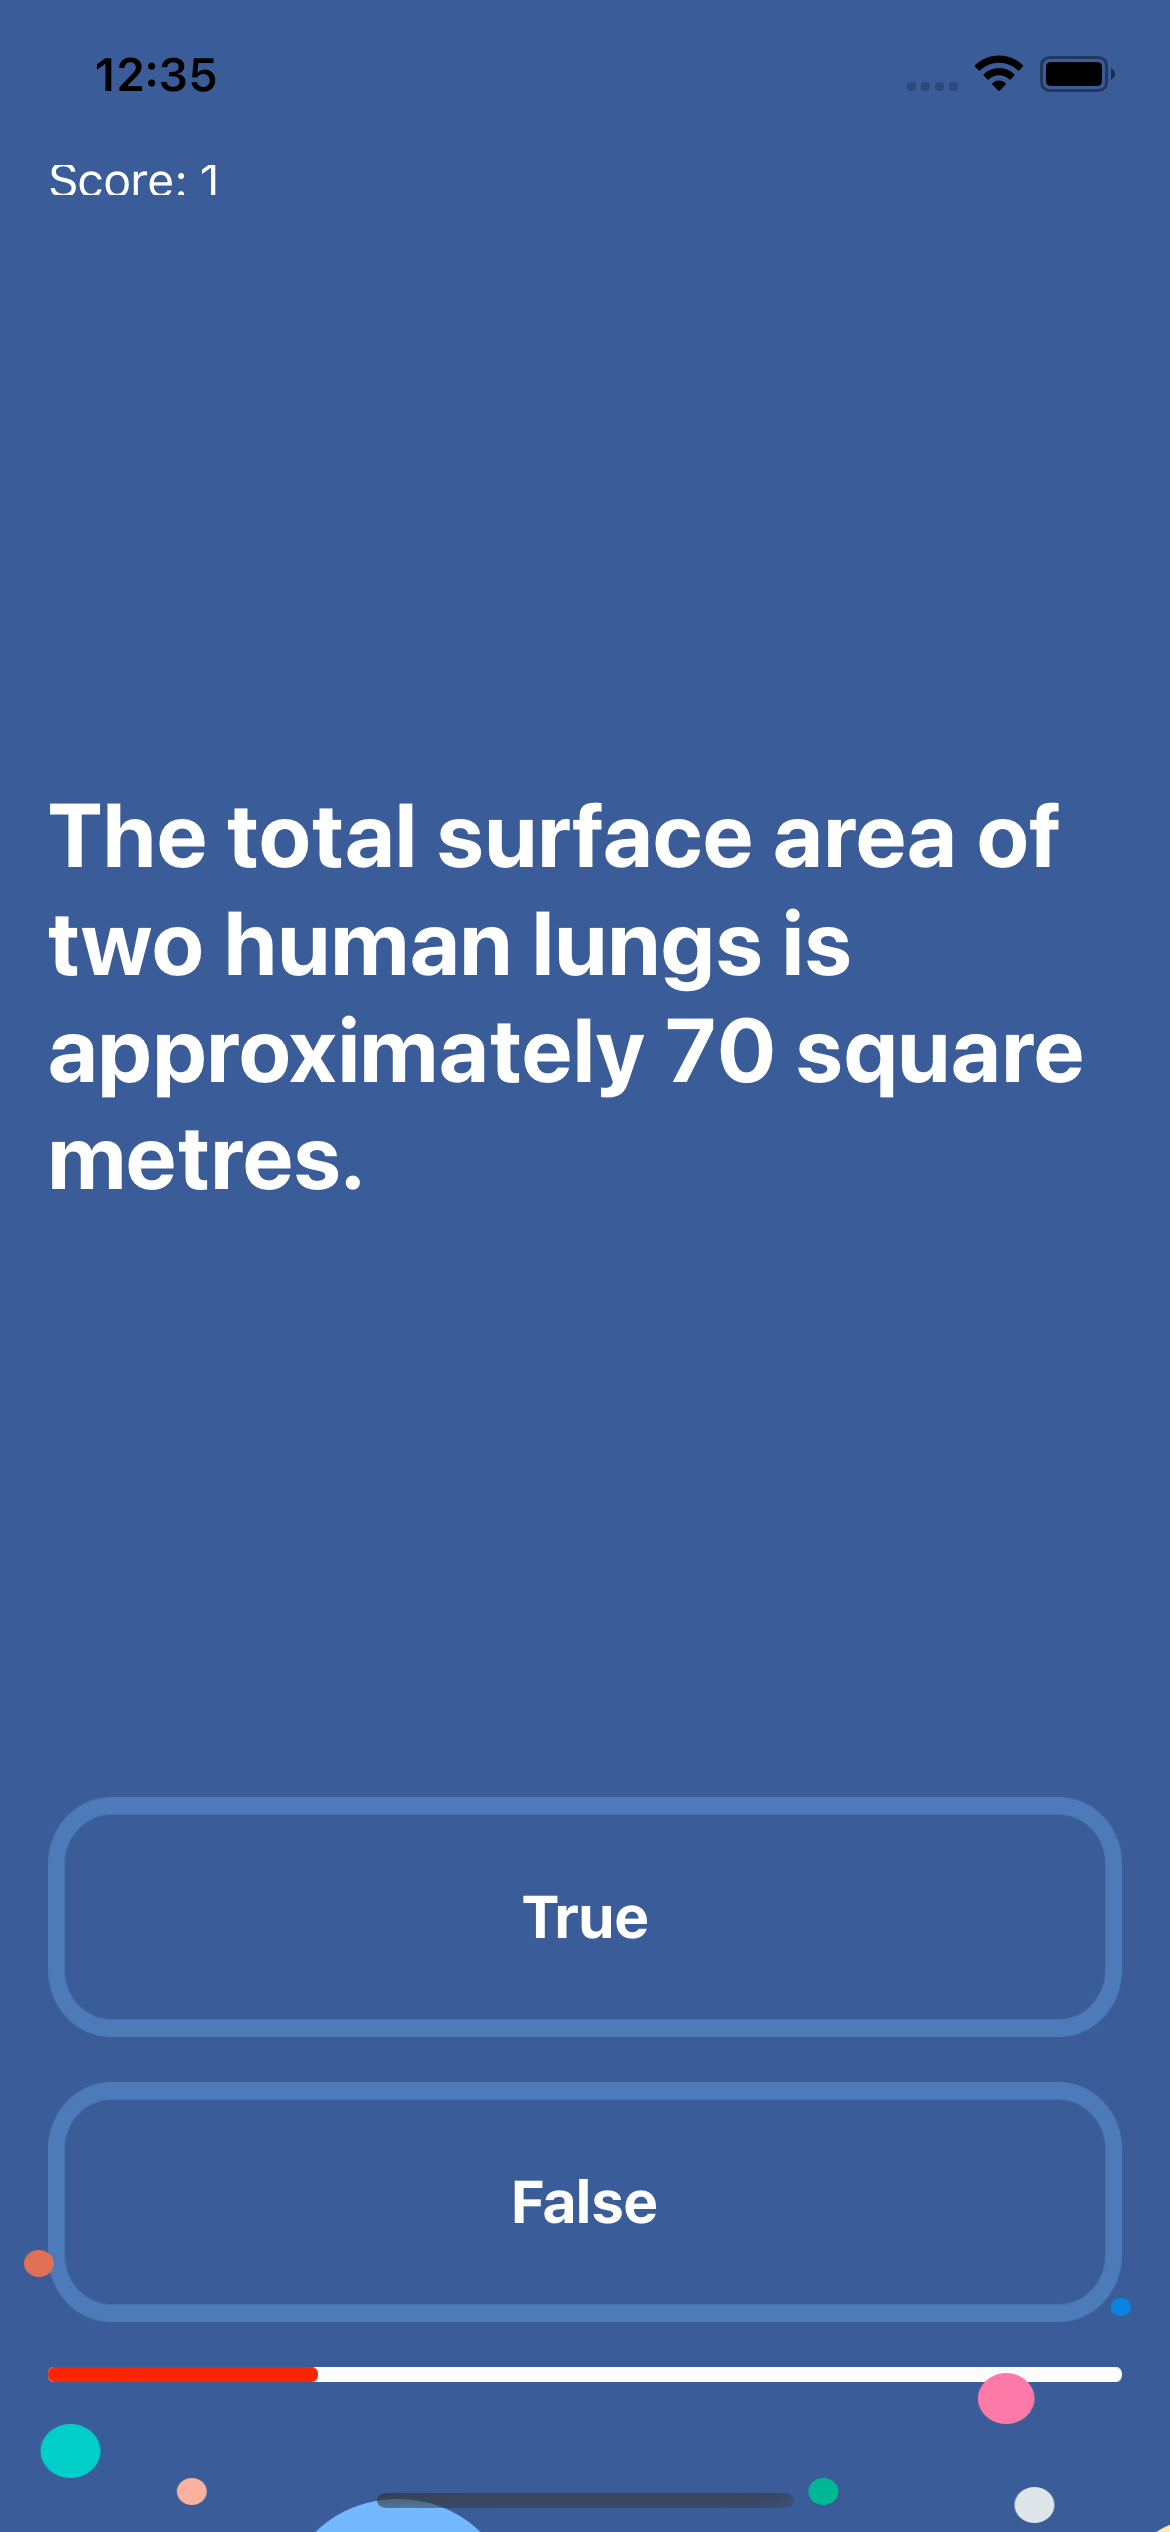 12:35
Score: 1
The total surface area of
two human lungs is
approximately 70 square
metres.
True
False